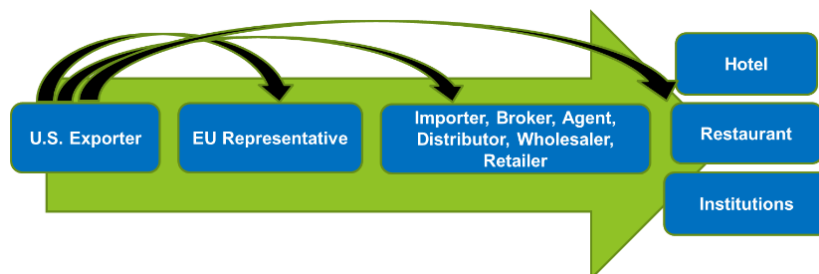 Hotel
U.S. Exporter
EU Representative
Importer, Broker, Agent,
Distributor, Wholesaler,
Retailer
Restaurant
Institutions